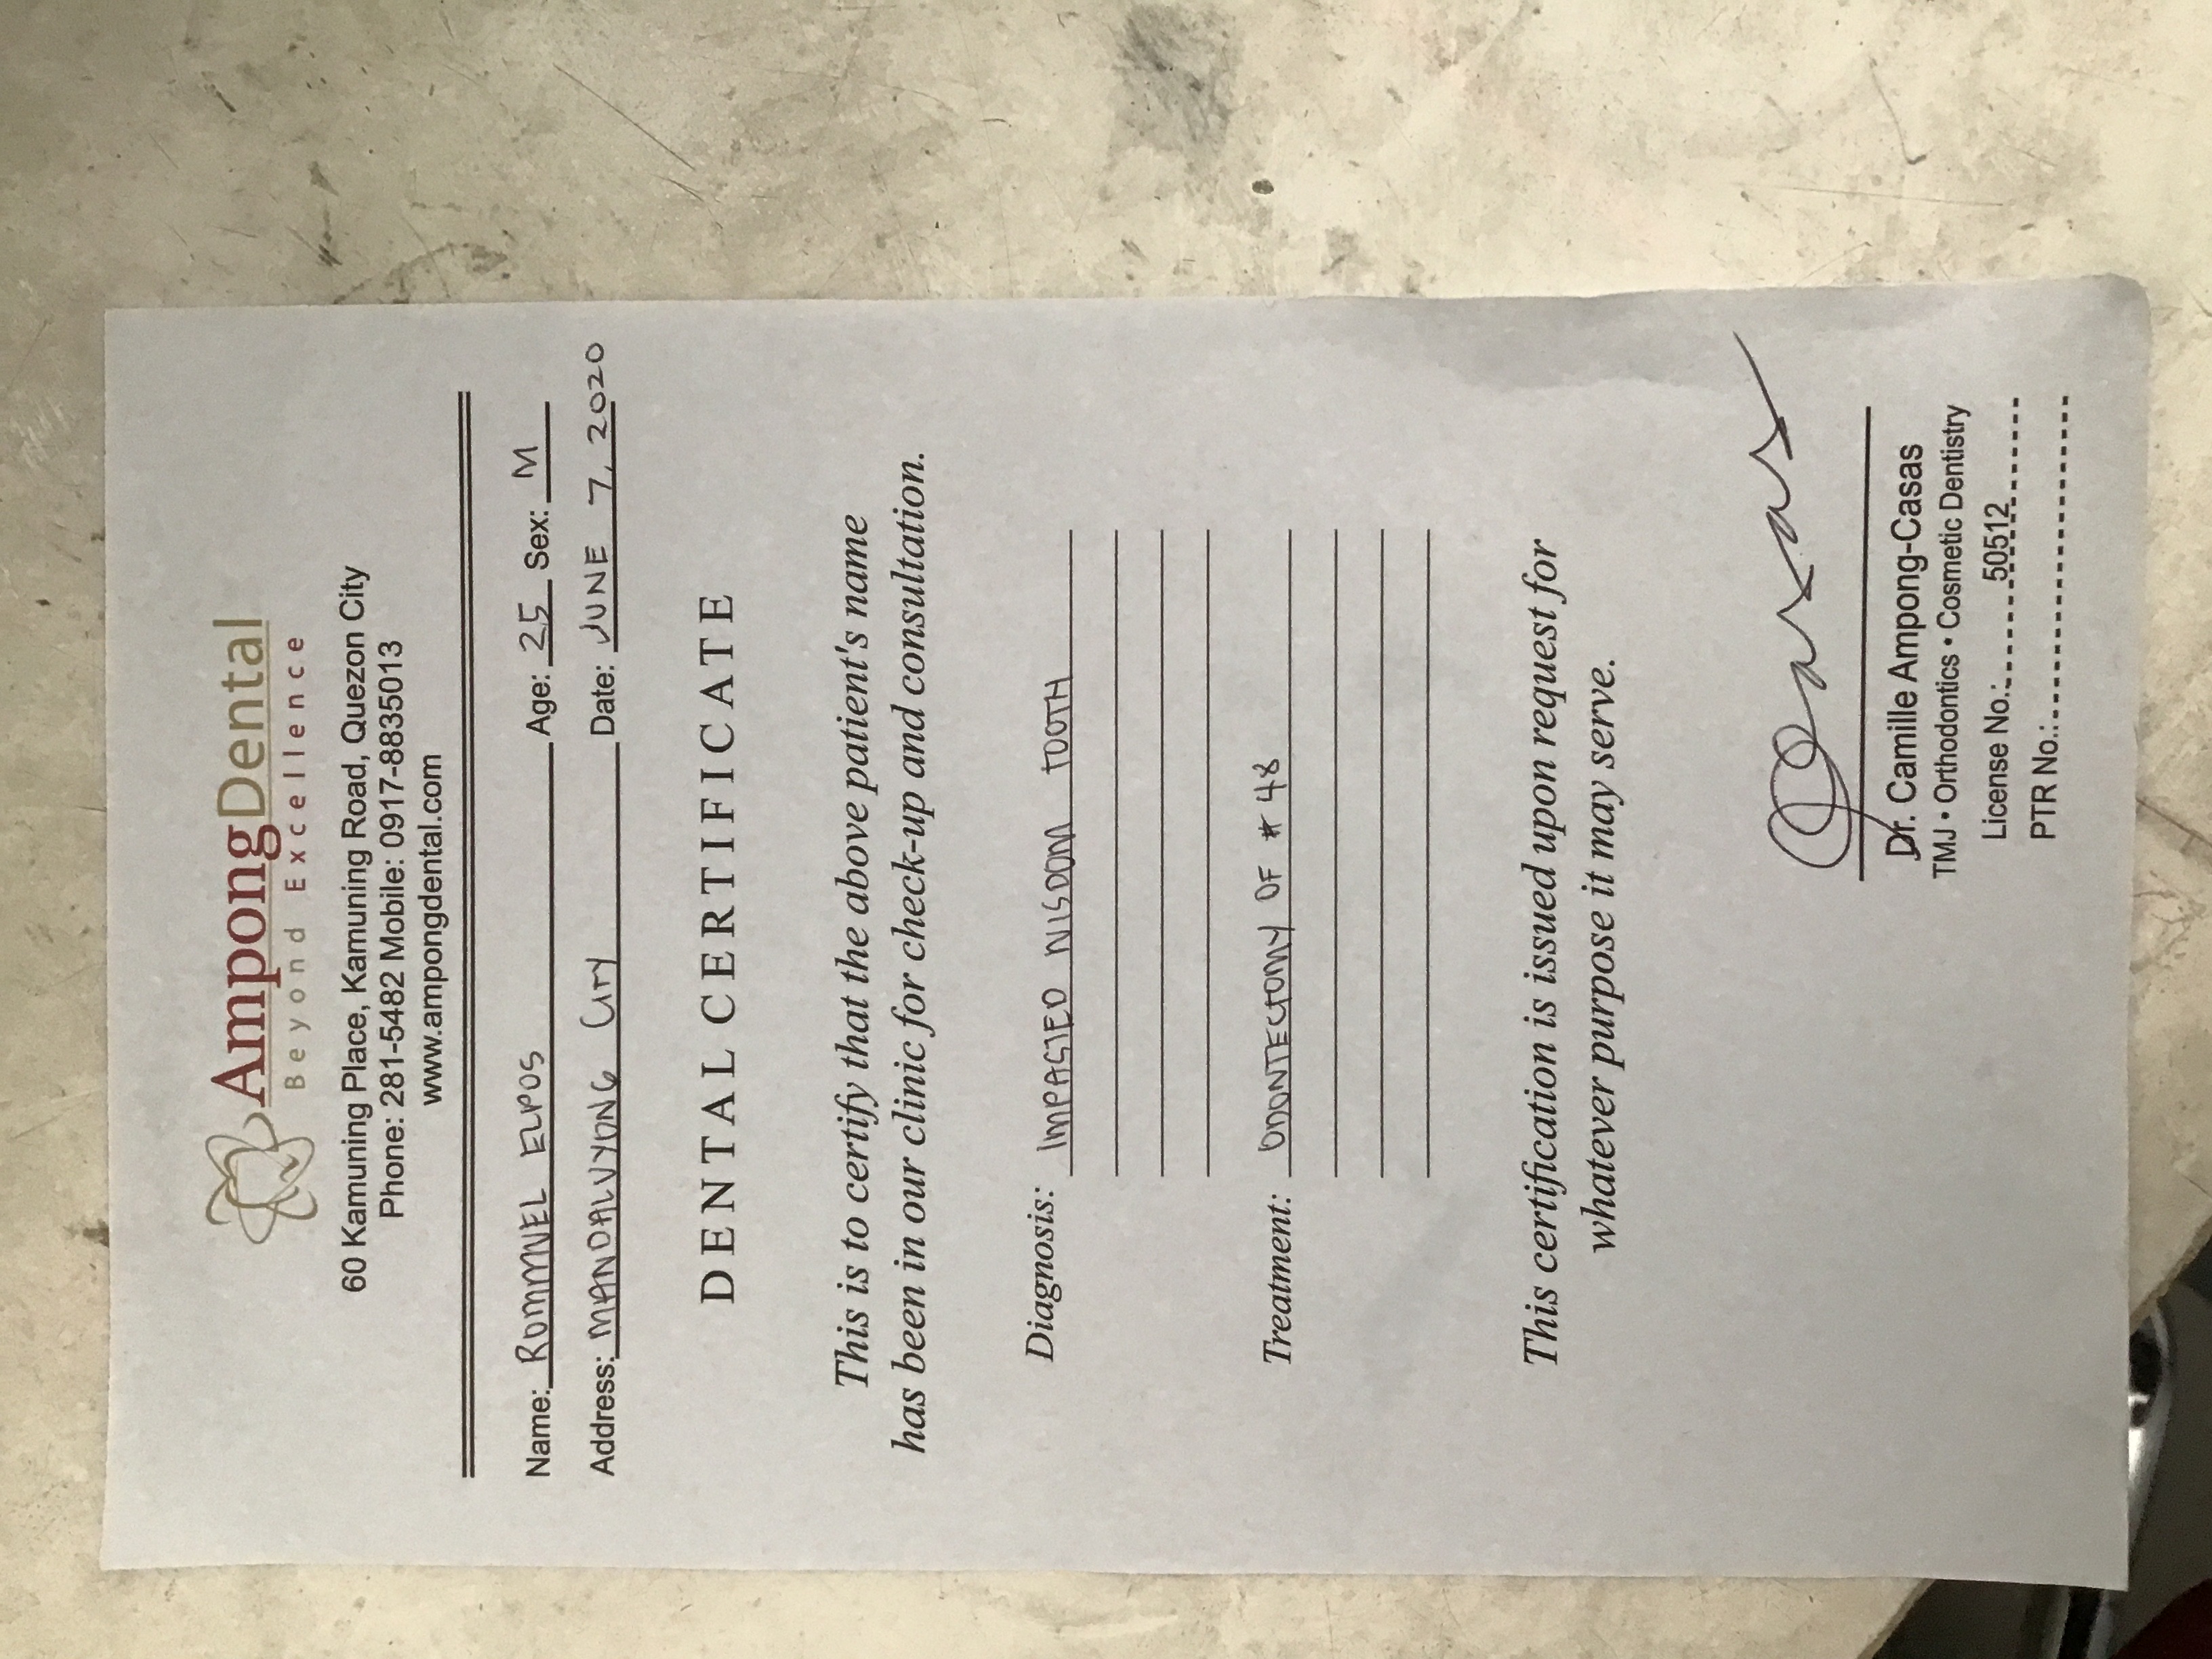 AmpongDental
Beyond Excellence
60 Kamuning Place, Kamuning Road, Quezon City
Phone: 281-5482 Mobile: 0917-8835013
www.ampongdental.com
Name: ROMMNEL ELPOS Age: 25 Sex: M
Address: MANDALUYONG CITY Date: JUNE 7, 2020
DENTAL CERTIFICATE
This is to certify that the above patient's name
has been in our clinic for check-up and consultation.
Diagnosis: IMPACTED WISDOM TOOTH
Treatment: ODONTECTOMY OF # 48
This certification is issued upon request for
whatever purpose it may serve.
Dr. Camille Ampong-Casas
TMJ • Orthodontics • Cosmetic Dentistry
License No.: 50512
PTR No.: